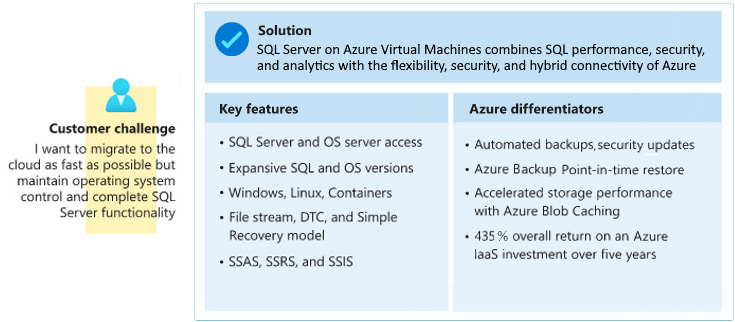 Customer challenge
I want to migrate to the
cloud as fast as possible but
maintain operating system
control and complete SQL
Server functionality
Solution
SQL Server on Azure Virtual Machines combines SQL performance, security,
and analytics with the flexibility, security, and hybrid connectivity of Azure
Key features
• SQL Server and OS server access
• Expansive SQL and OS versions
• Windows, Linux, Containers
• File stream, DTC, and Simple
Recovery model
• SSAS, SSRS, and SSIS
Azure differentiators
• Automated backups,security updates
• Azure Backup Point-in-time restore
• Accelerated storage performance
with Azure Blob Caching
• 435% overall return on an Azure
IaaS investment over five years